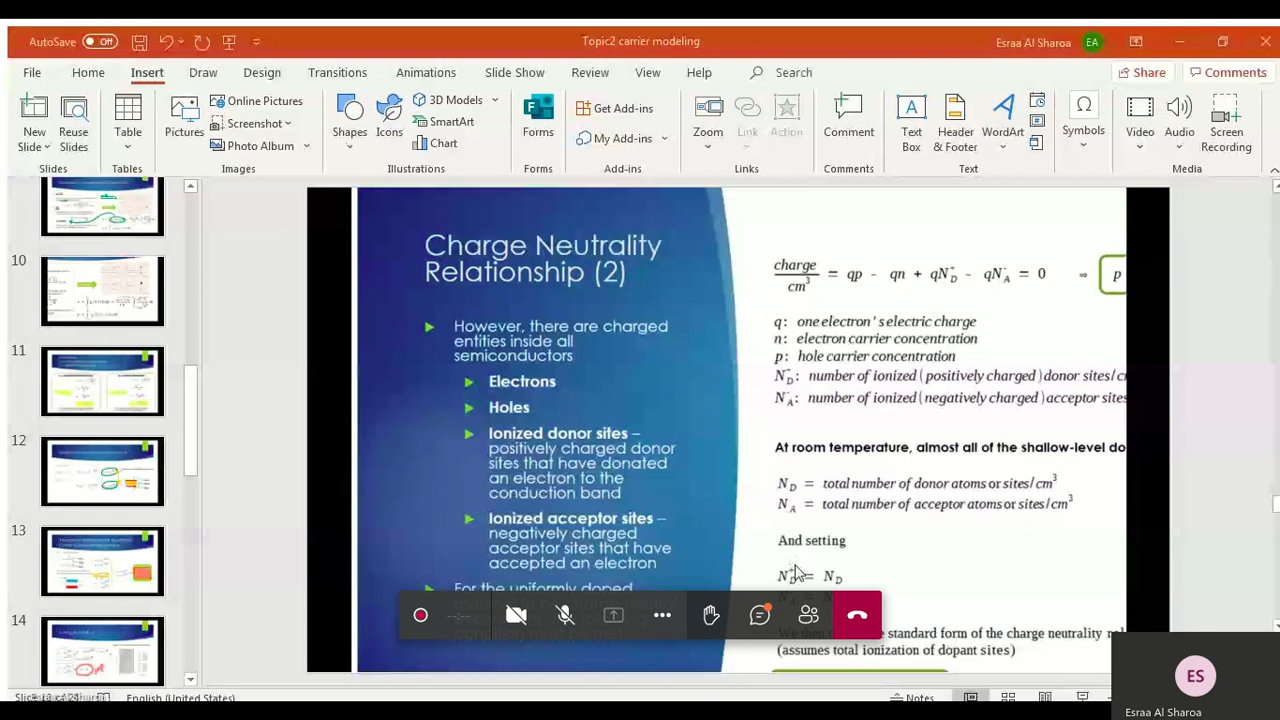 AutoSave Off Topic2 carrier modeling Esraa Al Sharoa EA
File Home Insert Draw Design Transitions Animations Slide Show Review View Help Search Share Comments
New Slide Reuse Slides Table Pictures Online Pictures Screenshot Photo Album Shapes Icons 3D Models SmartArt Chart Forms Get Add-ins My Add-ins Zoom Link Action Comment Text Box Header & Footer WordArt Symbols Video Audio Screen Recording
Slides Tables Images Illustrations Forms Add-ins Links Comments Text Media
10
11
12
13
14
Charge Neutrality
Relationship (2)
However, there are charged
entities inside all
semiconductors
Electrons
Holes
Ionized donor sites –
positively charged donor
sites that have donated
an electron to the
conduction band
Ionized acceptor sites –
negatively charged
acceptor sites that have
accepted an electron
For the uniformly doped
charge/cm³ = qp - qn + qN_D^+ - qN_A^- = 0 ⇒ p
q: one electron's electric charge
n: electron carrier concentration
p: hole carrier concentration
N_D^+: number of ionized (positively charged) donor sites/c
N_A^-: number of ionized (negatively charged) acceptor sites
At room temperature, almost all of the shallow-level do
N_D = total number of donor atoms or sites/cm³
N_A = total number of acceptor atoms or sites/cm³
And setting
N_D^+ = N_D
standard form of the charge neutrality
(assumes total ionization of dopant sites)
English (United States) Notes
ES
Esraa Al Sharoa